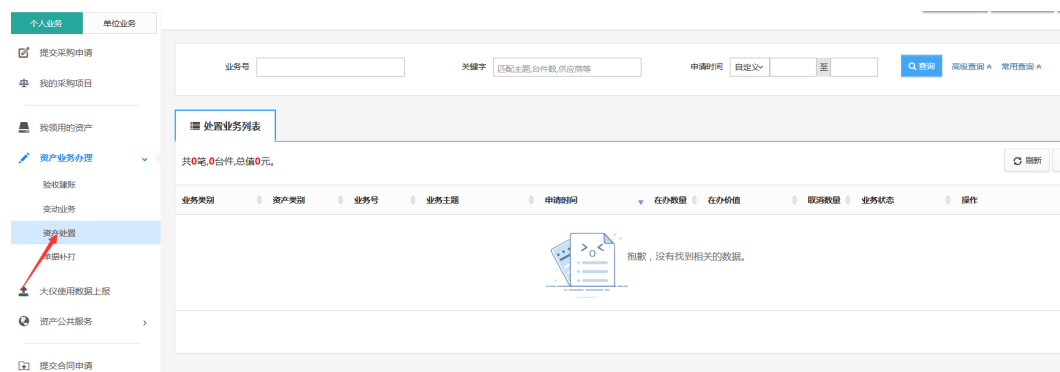 个人业务 单位业务
提交采购申请
我的采购项目
我领用的资产
资产业务办理
验收建账
变动业务
资产处置
单据补打
大仪使用数据上报
资产公共服务
提交合同申请
业务号 关键字 匹配主题,台件数,供应商等 申请时间 自定义 至 查询 高级查询 常用查询
处置业务列表
共0笔,0台件,总值0元。 刷新
业务类别 资产类别 业务号 业务主题 申请时间 在办数量 在办价值 取消数量 业务状态 操作
抱歉，没有找到相关的数据。